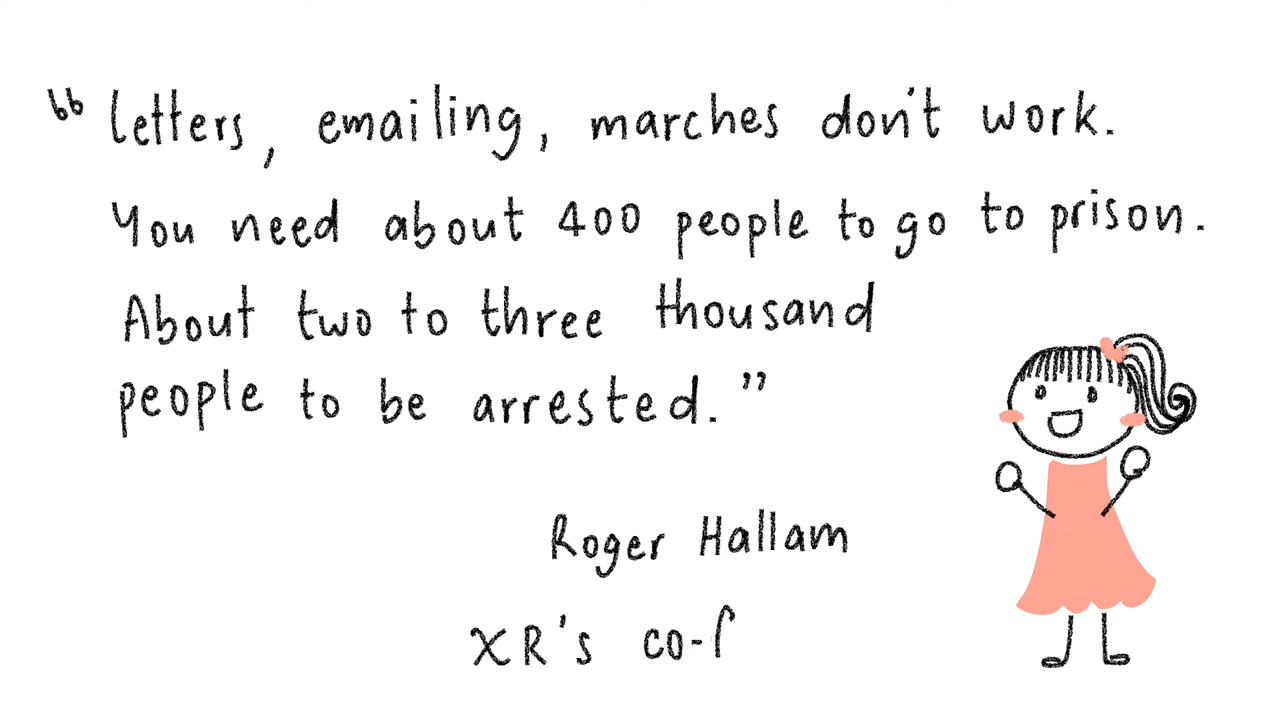 “ letters, emailing, marches don't work.
You need about 400 people to go to prison.
About two to three thousand
people to be arrested.”
Roger Hallam
XR's co-